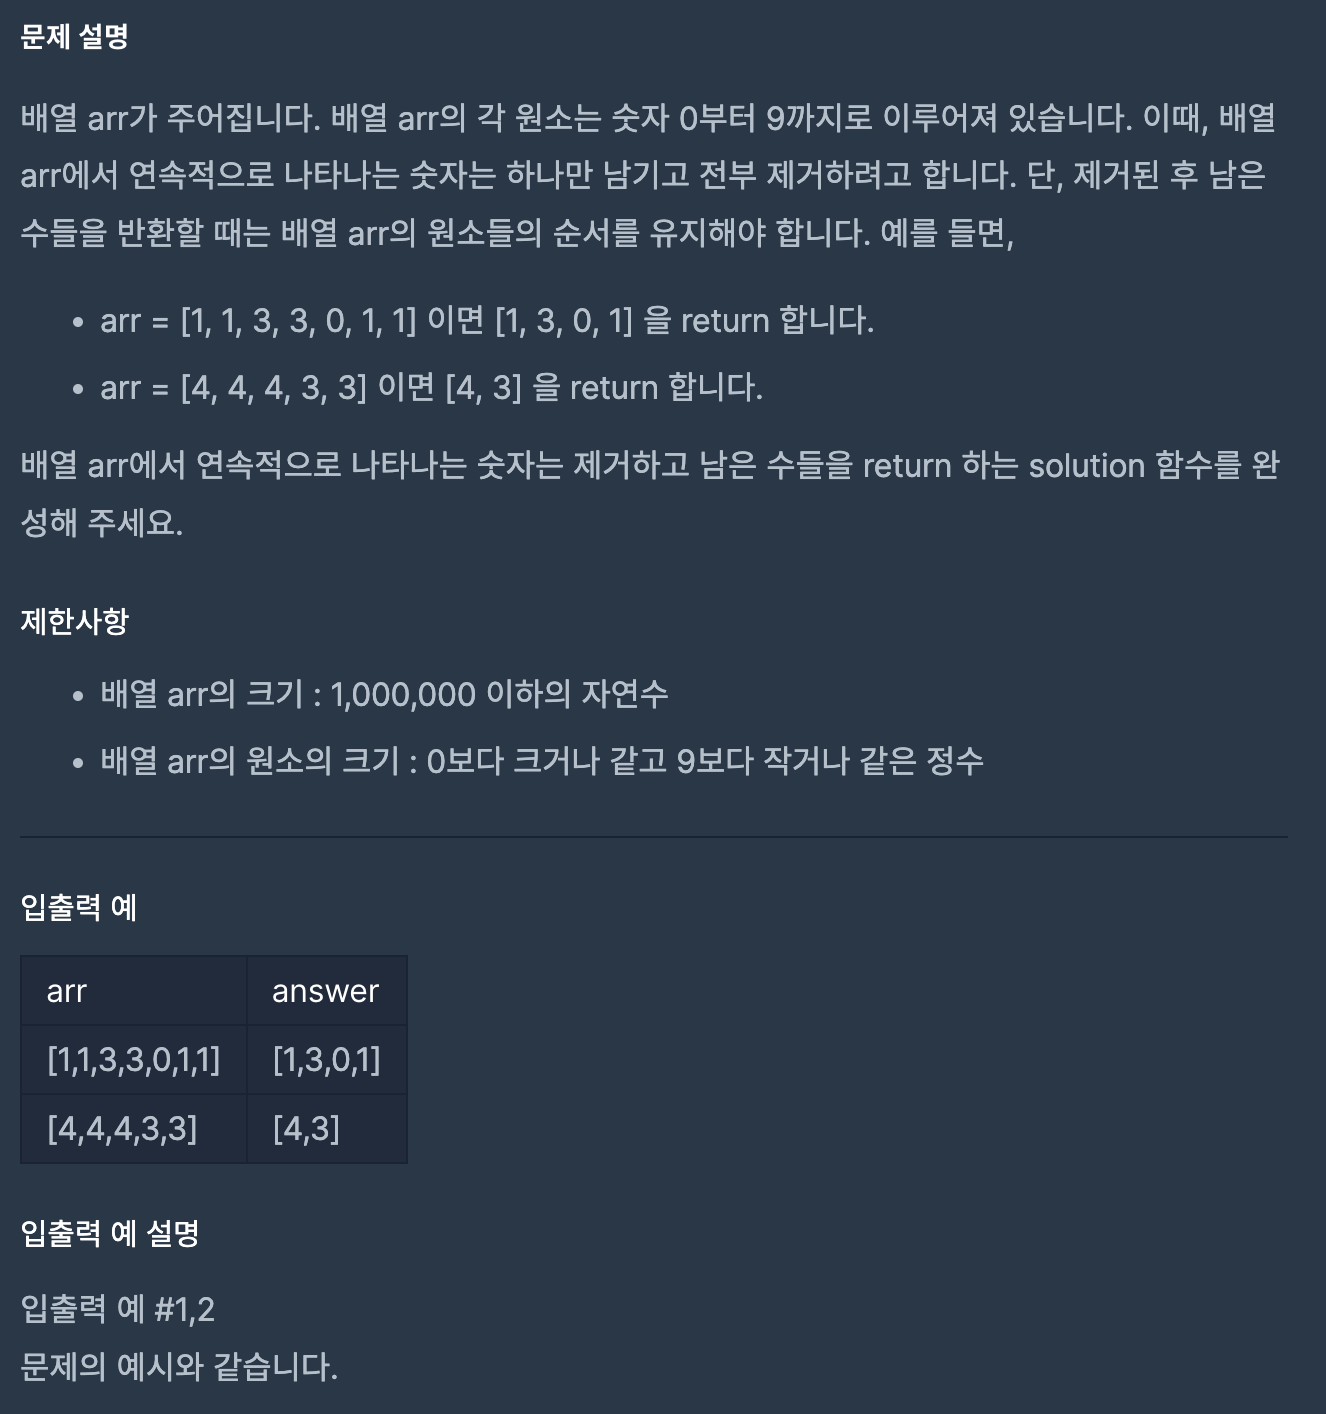 문제 설명
배열 arr가 주어집니다. 배열 arr의 각 원소는 숫자 0부터 9까지로 이루어져 있습니다. 이때, 배열
arr에서 연속적으로 나타나는 숫자는 하나만 남기고 전부 제거하려고 합니다. 단, 제거된 후 남은
수들을 반환할 때는 배열 arr의 원소들의 순서를 유지해야 합니다. 예를 들면,
• arr = [1, 1, 3, 3, 0, 1, 1] 이면 [1, 3, 0, 1] 을 return 합니다.
• arr = [4, 4, 4, 3, 3] 이면 [4, 3] 을 return 합니다.
배열 arr에서 연속적으로 나타나는 숫자는 제거하고 남은 수들을 return 하는 solution 함수를 완
성해 주세요.
제한사항
• 배열 arr의 크기 : 1,000,000 이하의 자연수
• 배열 arr의 원소의 크기 : 0보다 크거나 같고 9보다 작거나 같은 정수
입출력 예
arr answer
[1,1,3,3,0,1,1] [1,3,0,1]
[4,4,4,3,3] [4,3]
입출력 예 설명
입출력 예 #1,2
문제의 예시와 같습니다.